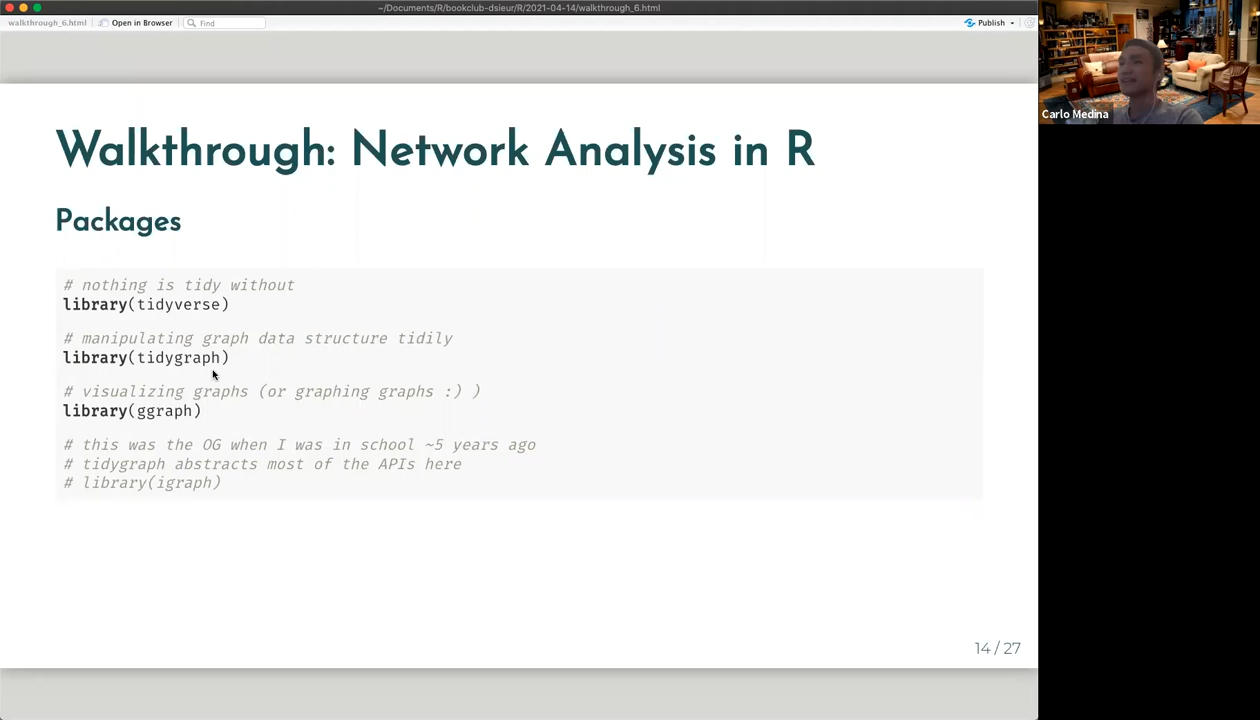 ~/Documents/R/bookclub-dsieur/R/2021-04-14/walkthrough_6.html
walkthrough_6.html
Open in Browser
Find
Publish
Carlo Medina
Walkthrough: Network Analysis in R
Packages
# nothing is tidy without
library(tidyverse)
# manipulating graph data structure tidily
library(tidygraph)
# visualizing graphs (or graphing graphs :) )
library(ggraph)
# this was the OG when I was in school ~5 years ago
# tidygraph abstracts most of the APIs here
# library(igraph)
14 / 27